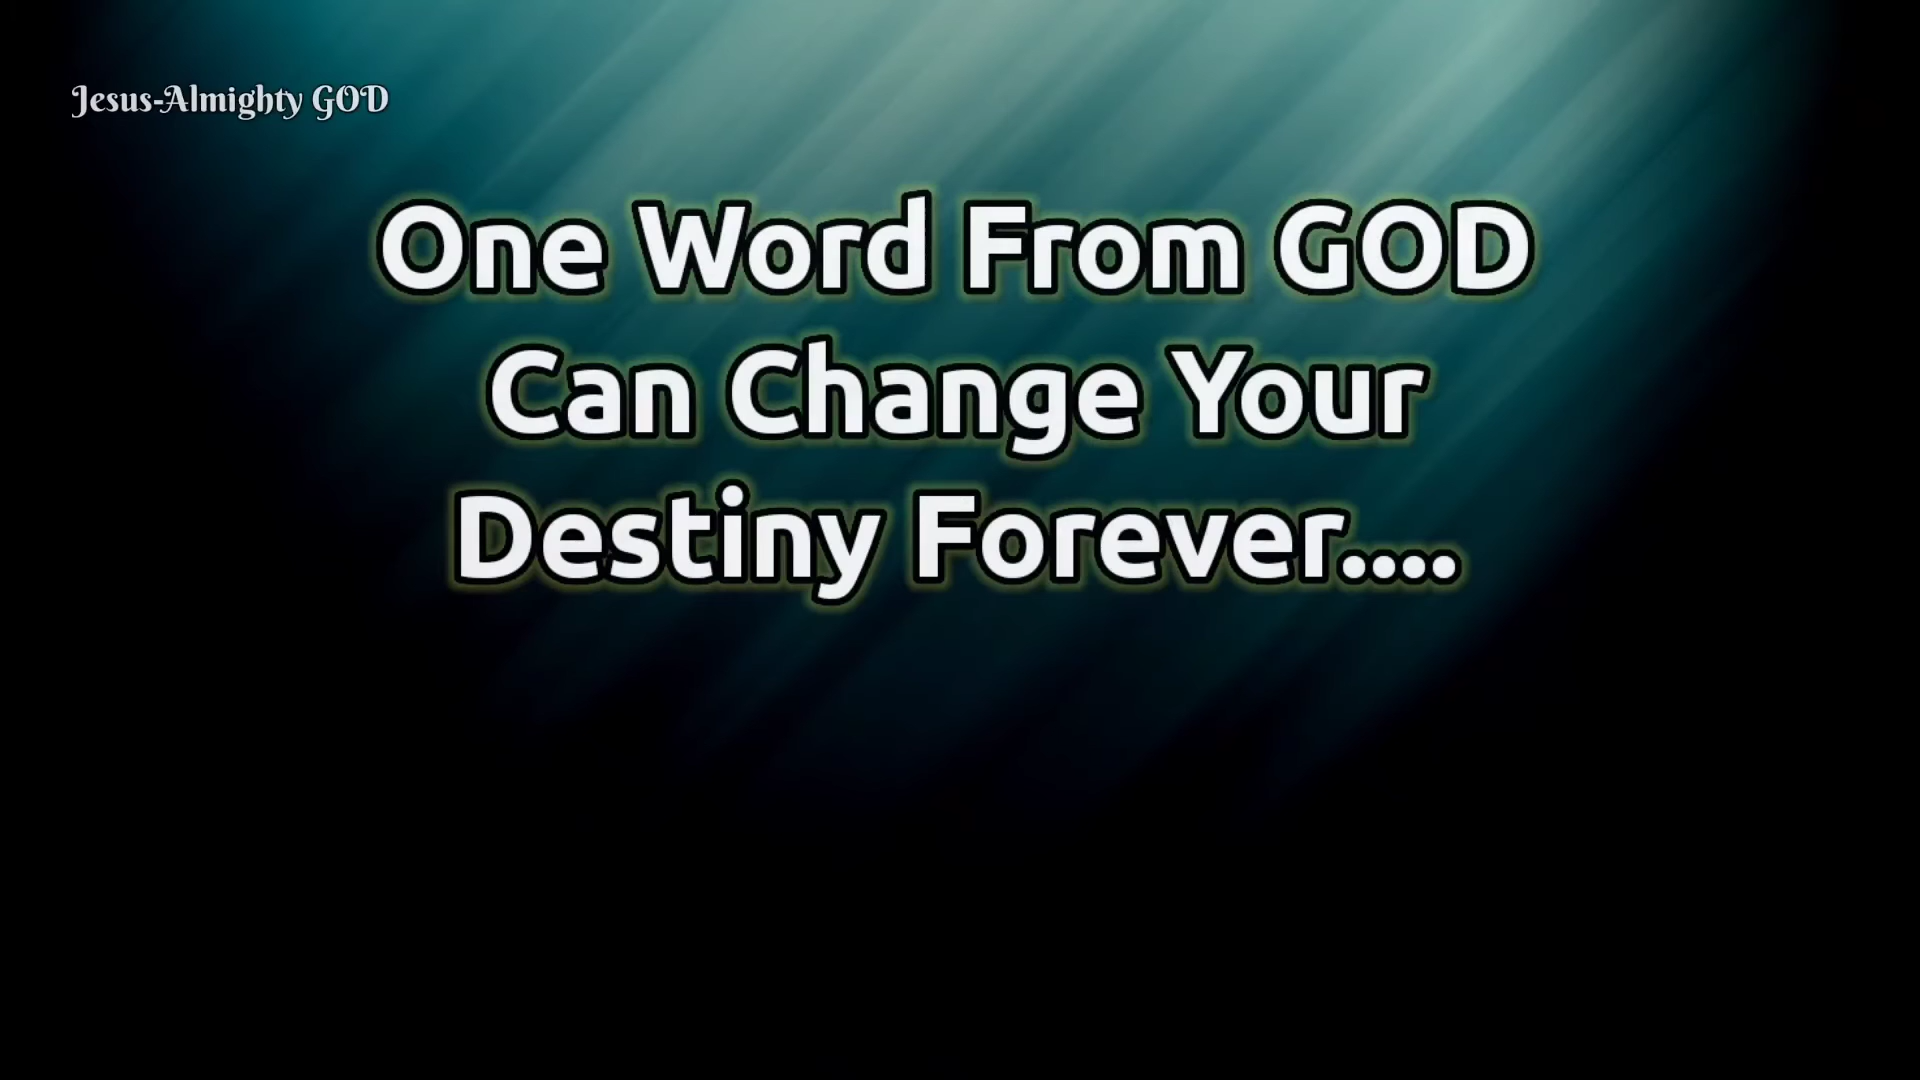 Jesus-Almighty GOD
One Word From GOD
Can Change Your
Destiny Forever....